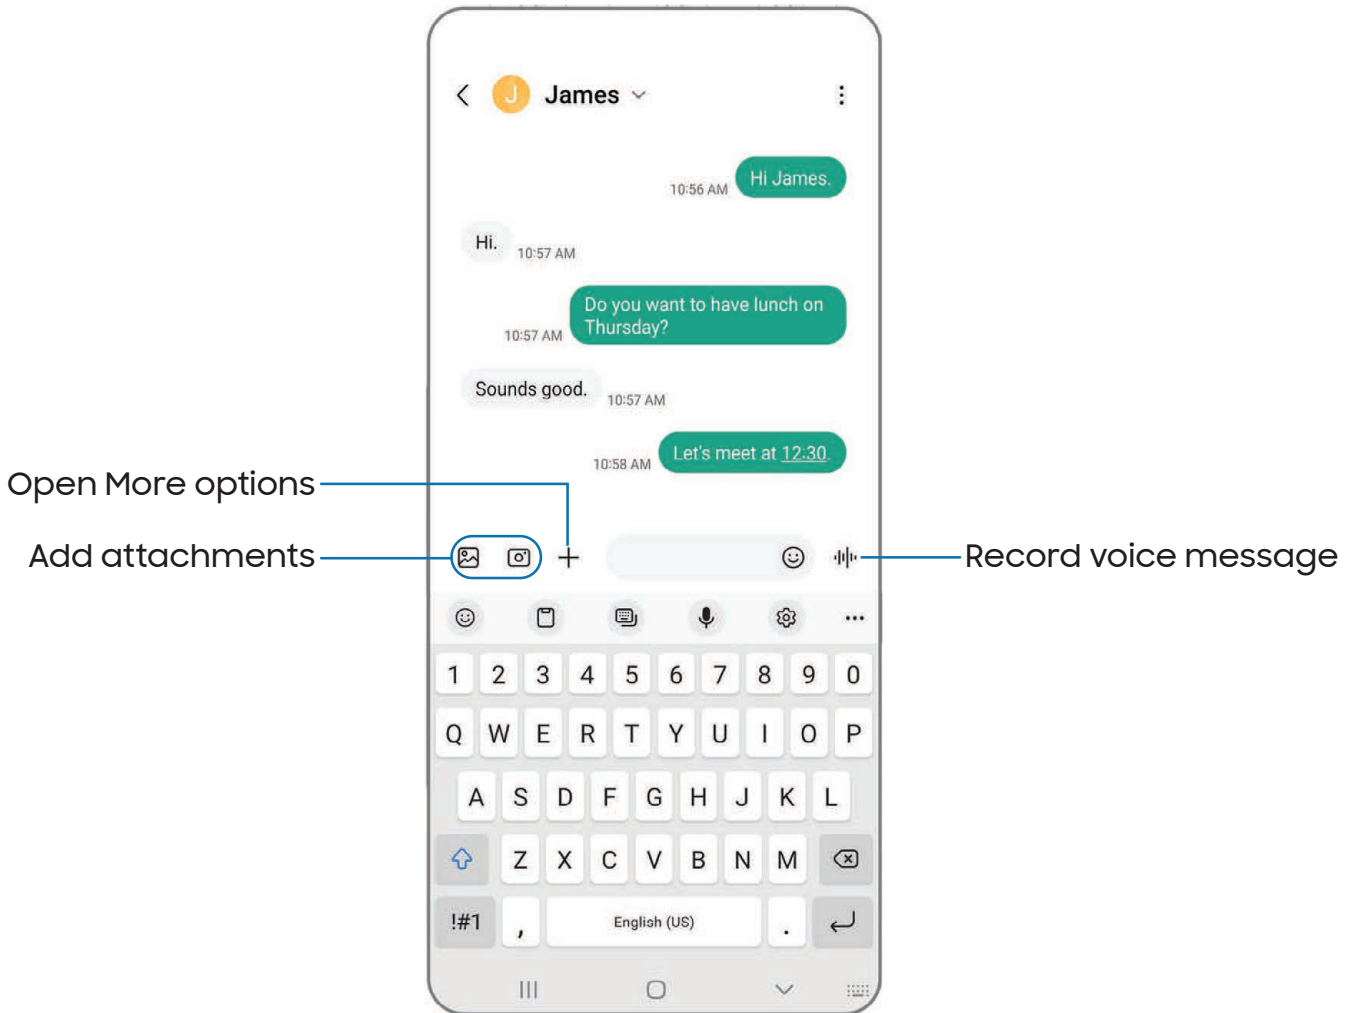 J James
Hi James.
10:56 AM
Hi.
10:57 AM
Do you want to have lunch on
Thursday?
10:57 AM
Sounds good.
10:57 AM
Let's meet at 12:30.
10:58 AM
Open More options
Add attachments
Record voice message
1 2 3 4 5 6 7 8 9 0
Q W E R T Y U I O P
A S D F G H J K L
Z X C V B N M
!#1 , English (US) .